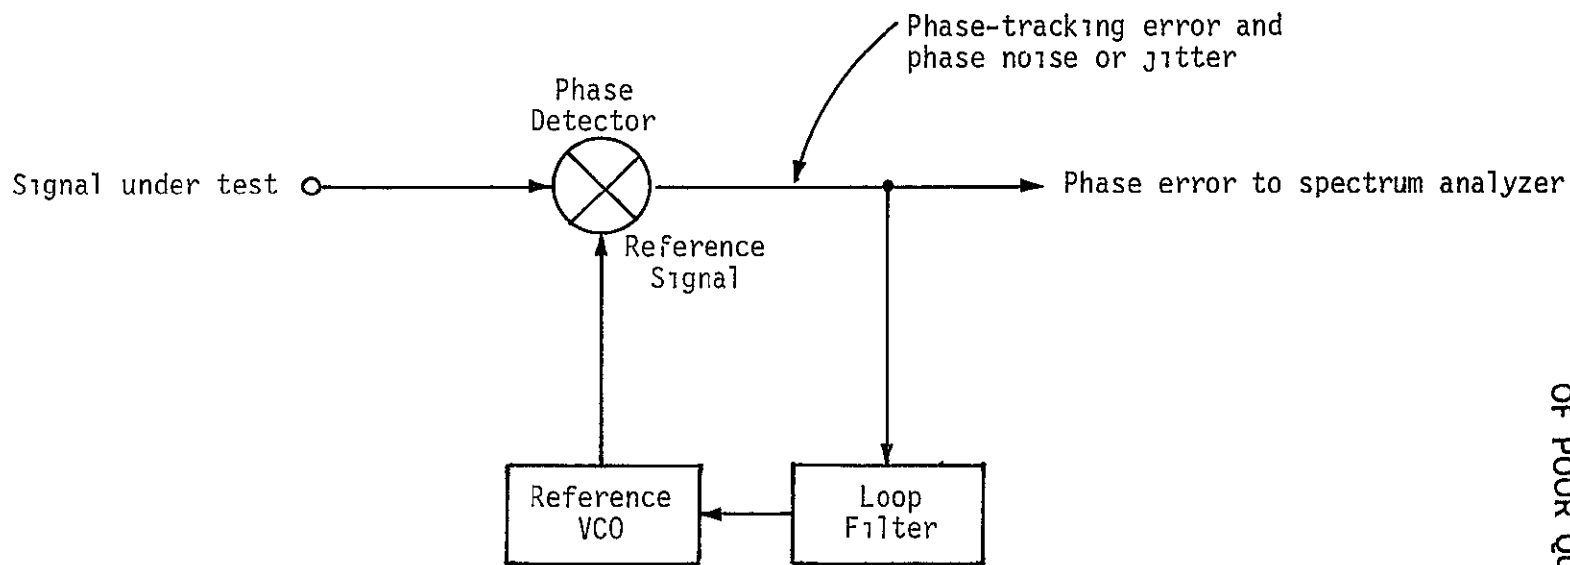 Phase-tracking error and
phase noise or jitter
Phase
Detector
Signal under test
Phase error to spectrum analyzer
Reference
Signal
Reference
VCO
Loop
Filter
OF POOR